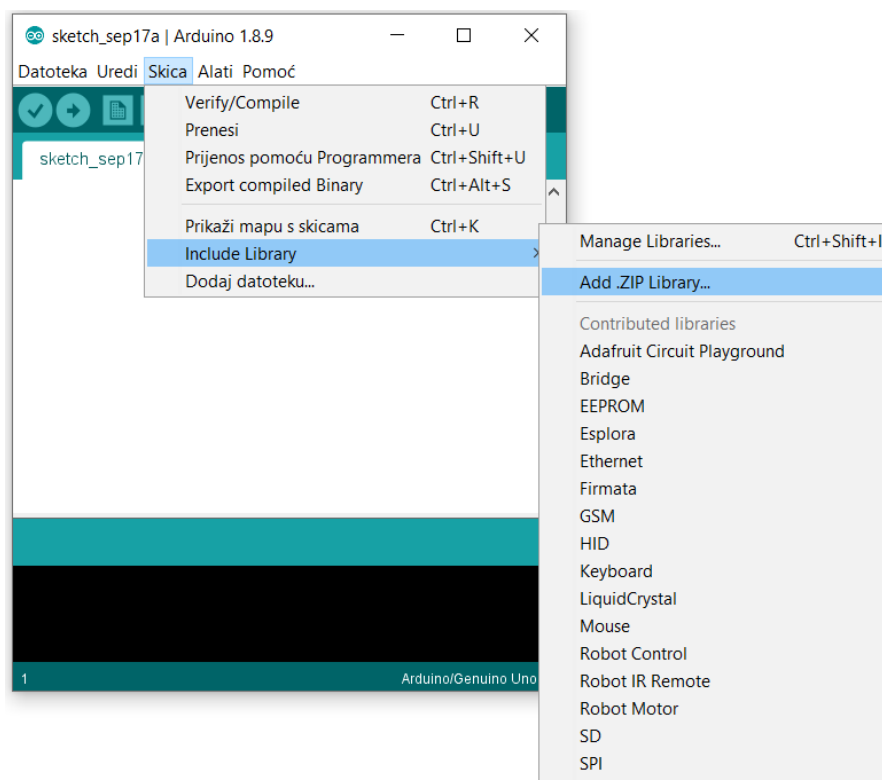 sketch_sep17a | Arduino 1.8.9
Datoteka Uredi Skica Alati Pomoć
sketch_sep17
Verify/Compile Ctrl+R
Prenesi Ctrl+U
Prijenos pomoću Programmera Ctrl+Shift+U
Export compiled Binary Ctrl+Alt+S
Prikaži mapu s skicama Ctrl+K
Include Library
Dodaj datoteku...
Manage Libraries... Ctrl+Shift+I
Add .ZIP Library...
Contributed libraries
Adafruit Circuit Playground
Bridge
EEPROM
Esplora
Ethernet
Firmata
GSM
HID
Keyboard
LiquidCrystal
Mouse
Robot Control
Robot IR Remote
Robot Motor
SD
SPI
1 Arduino/Genuino Uno